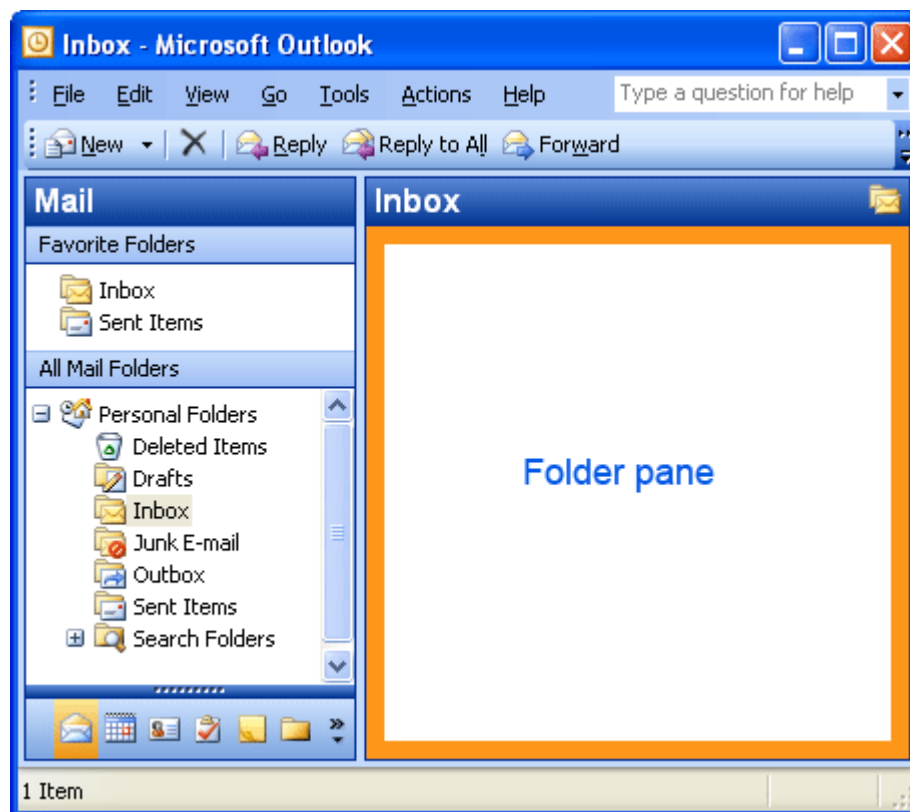 Inbox - Microsoft Outlook
File Edit View Go Tools Actions Help Type a question for help
New Reply Reply to All Forward
Mail
Favorite Folders
Inbox
Sent Items
All Mail Folders
Personal Folders
Deleted Items
Drafts
Inbox
Junk E-mail
Outbox
Sent Items
Search Folders
Inbox
Folder pane
1 Item